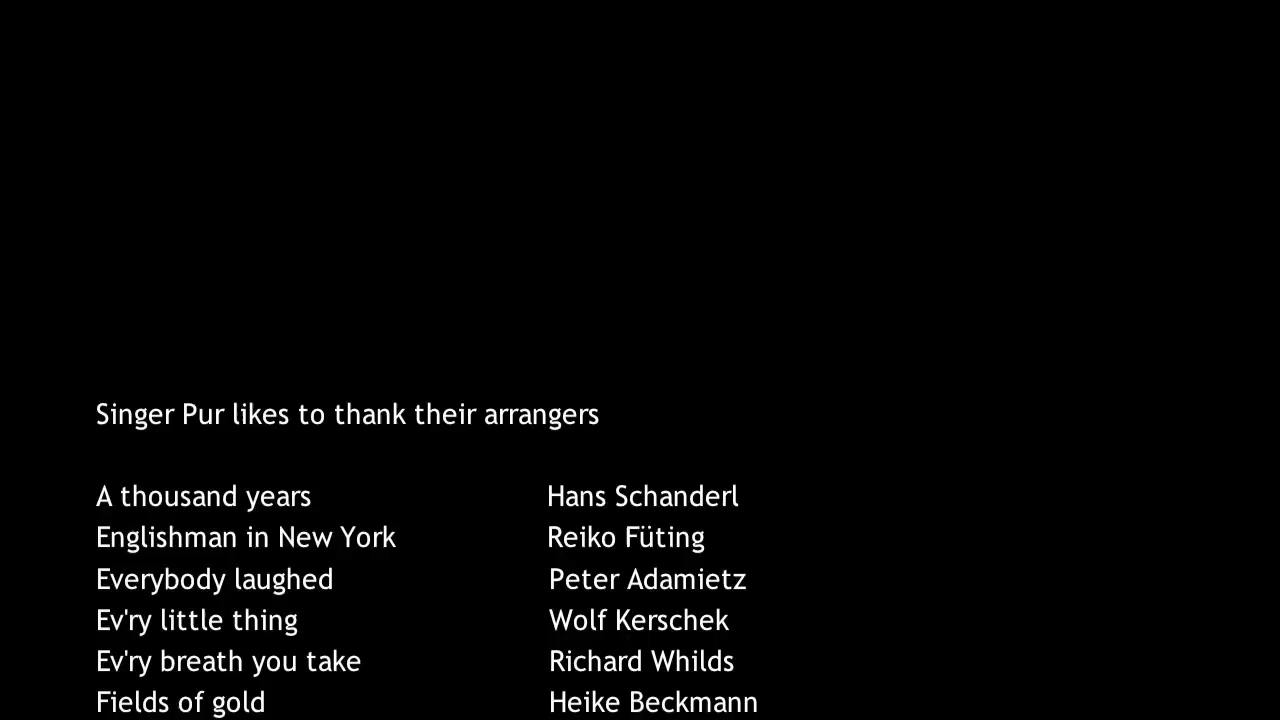 Singer Pur likes to thank their arrangers
A thousand years Hans Schanderl
Englishman in New York Reiko Füting
Everybody laughed Peter Adamietz
Ev'ry little thing Wolf Kerschek
Ev'ry breath you take Richard Whilds
Fields of gold Heike Beckmann